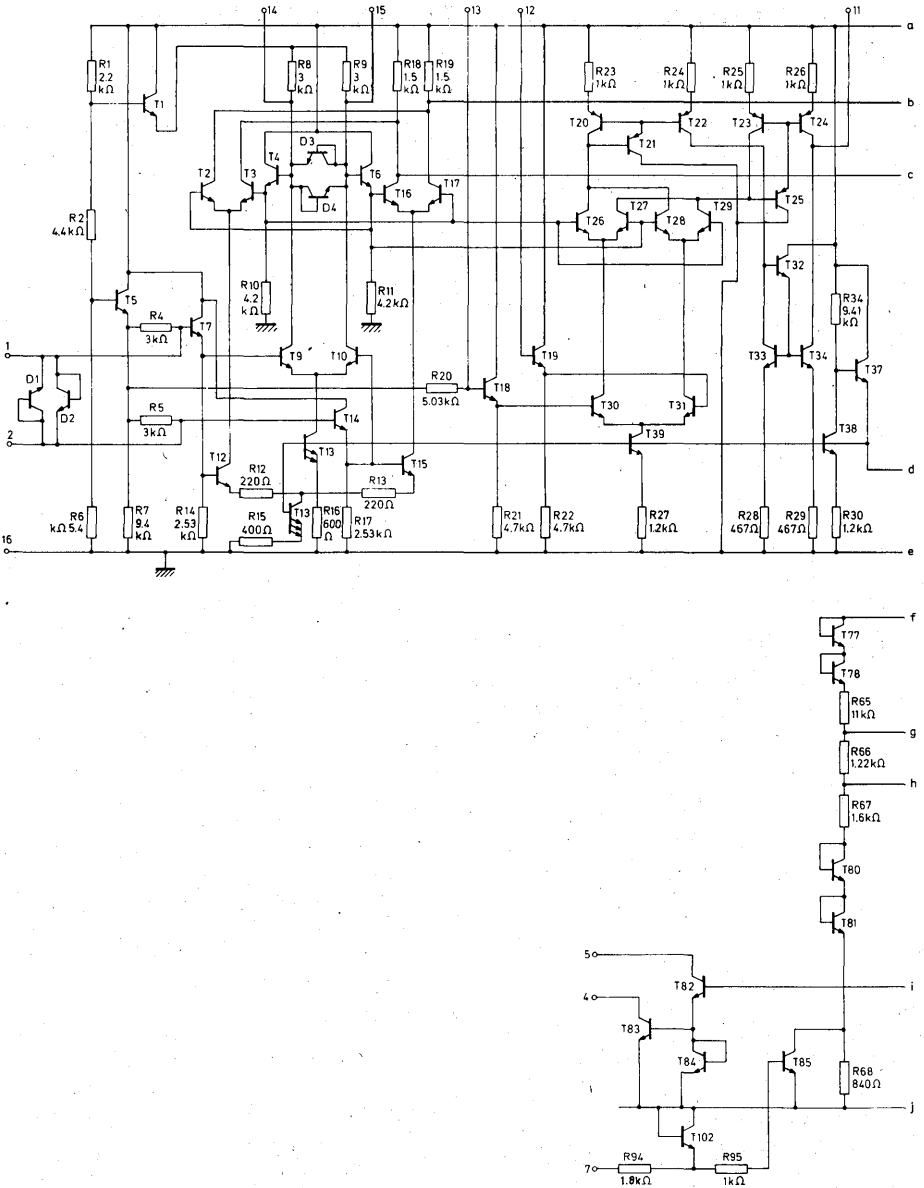 14 15 13 12 11
a
R1 2.2 kΩ
T1
R8 3 kΩ
R9 3 kΩ
R18 1.5 kΩ
R19 1.5 kΩ
R23 1kΩ
R24 1kΩ
R25 1kΩ
R26 1kΩ
b
T20 T22 T23 T24
T21
D3
T4
T2 T3
T6
T16
T17
D4
c
T25
R2 4.4kΩ
T26 T27 T28 T29
T32
R10 4.2 kΩ
R11 4.2kΩ
R34 9.41 kΩ
T5
R4 3kΩ
T7
1
T9 T10
T19
T33 T34
T37
D1 D2
R20 5.03kΩ
T18
R5 3kΩ
T14
T30 T31
2
T13
T39
T38
T12
T15
d
R12 220Ω
R13 220Ω
T13
R6 kΩ 5.4
R7 9.4 kΩ
R14 2.53 kΩ
R15 400Ω
R16 600 Ω
R17 2.53kΩ
R21 4.7kΩ
R22 4.7kΩ
R27 1.2kΩ
R28 467Ω
R29 467Ω
R30 1.2kΩ
16
e
f
T77
T78
R65 11kΩ
g
R66 1.22kΩ
h
R67 1.6kΩ
T80
T81
5
T82
i
4
T83
T84
T85
R68 840Ω
j
T102
7
R94 1.8kΩ
R95 1kΩ